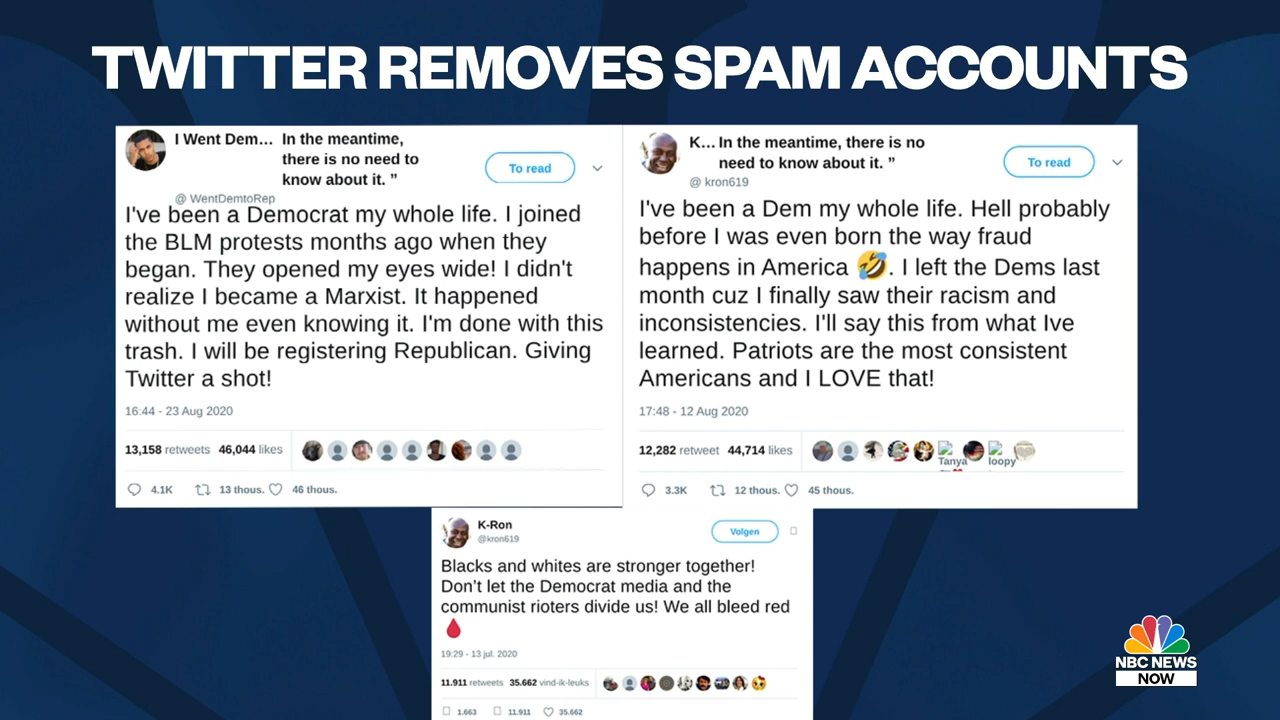 TWITTER REMOVES SPAM ACCOUNTS
I Went Dem... In the meantime,
there is no need to
know about it. ”
To read
@ WentDemtoRep
I've been a Democrat my whole life. I joined
the BLM protests months ago when they
began. They opened my eyes wide! I didn't
realize I became a Marxist. It happened
without me even knowing it. I'm done with this
trash. I will be registering Republican. Giving
Twitter a shot!
16:44 - 23 Aug 2020
13,158 retweets 46,044 likes
4.1K 13 thous. 46 thous.
K... In the meantime, there is no
need to know about it. ”
To read
@ kron619
I've been a Dem my whole life. Hell probably
before I was even born the way fraud
happens in America 🤣. I left the Dems last
month cuz I finally saw their racism and
inconsistencies. I'll say this from what Ive
learned. Patriots are the most consistent
Americans and I LOVE that!
17:48 - 12 Aug 2020
12,282 retweet 44,714 likes
Tanya loopy
3.3K 12 thous. 45 thous.
K-Ron
@kron619
Volgen
Blacks and whites are stronger together!
Don’t let the Democrat media and the
communist rioters divide us! We all bleed red
🩸
19:29 - 13 jul. 2020
11.911 retweets 35.662 vind-ik-leuks
1.663 11.911 35.662
NBC NEWS
NOW